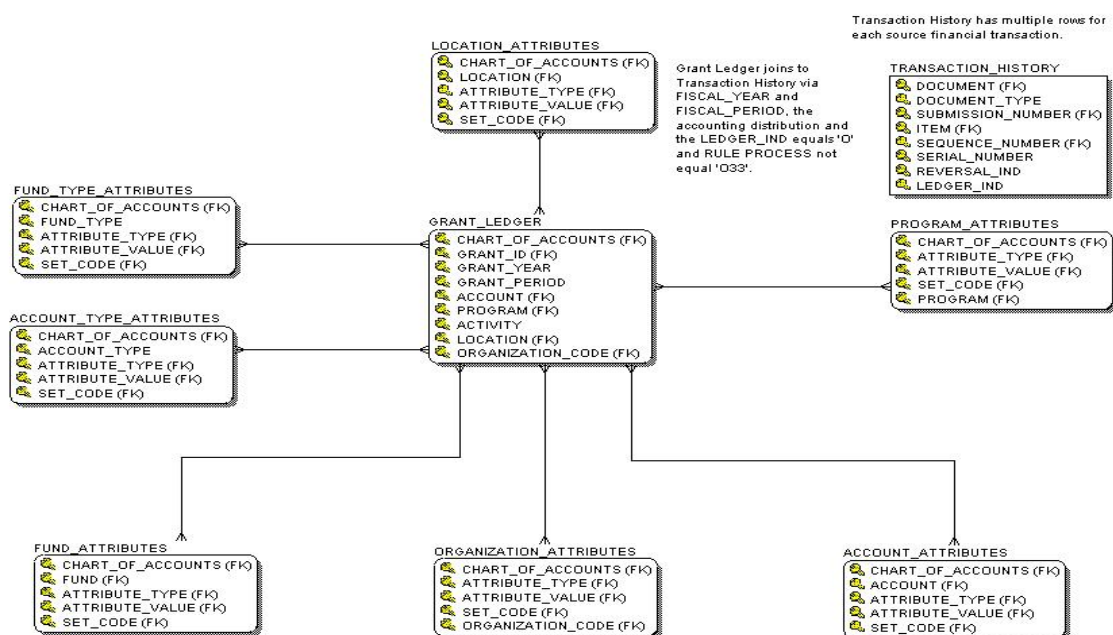 Transaction History has multiple rows for
each source financial transaction.
LOCATION_ATTRIBUTES
CHART_OF_ACCOUNTS (FK)
LOCATION (FK)
ATTRIBUTE_TYPE (FK)
ATTRIBUTE_VALUE (FK)
SET_CODE (FK)
Grant Ledger joins to
Transaction History via
FISCAL_YEAR and
FISCAL_PERIOD, the
accounting distribution and
the LEDGER_IND equals 'O'
and RULE PROCESS not
equal 'O33'.
TRANSACTION_HISTORY
DOCUMENT (FK)
DOCUMENT_TYPE
SUBMISSION_NUMBER (FK)
ITEM (FK)
SEQUENCE_NUMBER (FK)
SERIAL_NUMBER
REVERSAL_IND
LEDGER_IND
FUND_TYPE_ATTRIBUTES
CHART_OF_ACCOUNTS (FK)
FUND_TYPE
ATTRIBUTE_TYPE (FK)
ATTRIBUTE_VALUE (FK)
SET_CODE (FK)
GRANT_LEDGER
CHART_OF_ACCOUNTS (FK)
GRANT_ID (FK)
GRANT_YEAR
GRANT_PERIOD
ACCOUNT (FK)
PROGRAM (FK)
ACTIVITY
LOCATION (FK)
ORGANIZATION_CODE (FK)
PROGRAM_ATTRIBUTES
CHART_OF_ACCOUNTS (FK)
ATTRIBUTE_TYPE (FK)
ATTRIBUTE_VALUE (FK)
SET_CODE (FK)
PROGRAM (FK)
ACCOUNT_TYPE_ATTRIBUTES
CHART_OF_ACCOUNTS (FK)
ACCOUNT_TYPE
ATTRIBUTE_TYPE (FK)
ATTRIBUTE_VALUE (FK)
SET_CODE (FK)
FUND_ATTRIBUTES
CHART_OF_ACCOUNTS (FK)
FUND (FK)
ATTRIBUTE_TYPE (FK)
ATTRIBUTE_VALUE (FK)
SET_CODE (FK)
ORGANIZATION_ATTRIBUTES
CHART_OF_ACCOUNTS (FK)
ATTRIBUTE_TYPE (FK)
ATTRIBUTE_VALUE (FK)
SET_CODE (FK)
ORGANIZATION_CODE (FK)
ACCOUNT_ATTRIBUTES
CHART_OF_ACCOUNTS (FK)
ACCOUNT (FK)
ATTRIBUTE_TYPE (FK)
ATTRIBUTE_VALUE (FK)
SET_CODE (FK)